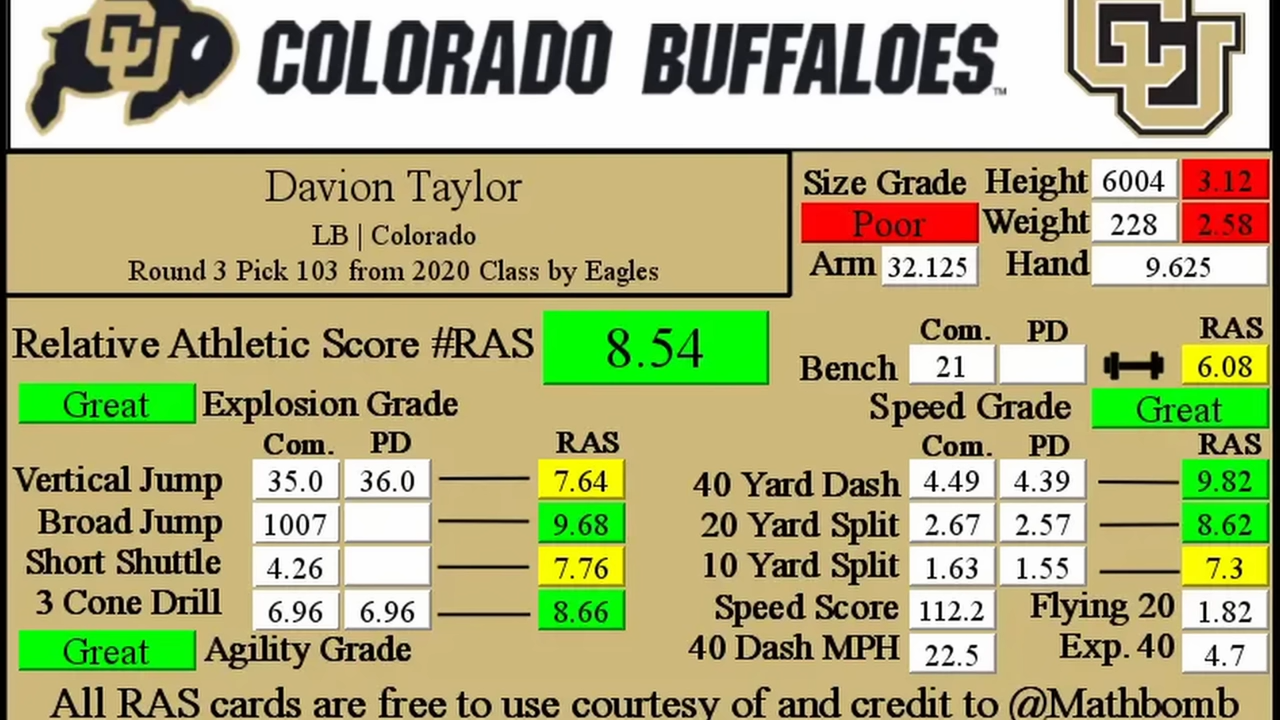 CU COLORADO BUFFALOES™ CU
Davion Taylor
LB | Colorado
Round 3 Pick 103 from 2020 Class by Eagles
Size Grade Height 6004 3.12
Poor Weight 228 2.58
Arm 32.125 Hand 9.625
Relative Athletic Score #RAS 8.54
Com. PD RAS
Bench 21 6.08
Great Explosion Grade
Speed Grade Great
Com. PD RAS
Vertical Jump 35.0 36.0 7.64
Broad Jump 1007 9.68
Short Shuttle 4.26 7.76
3 Cone Drill 6.96 6.96 8.66
Great Agility Grade
Com. PD RAS
40 Yard Dash 4.49 4.39 9.82
20 Yard Split 2.67 2.57 8.62
10 Yard Split 1.63 1.55 7.3
Speed Score 112.2 Flying 20 1.82
40 Dash MPH 22.5 Exp. 40 4.7
All RAS cards are free to use courtesy of and credit to @Mathbomb